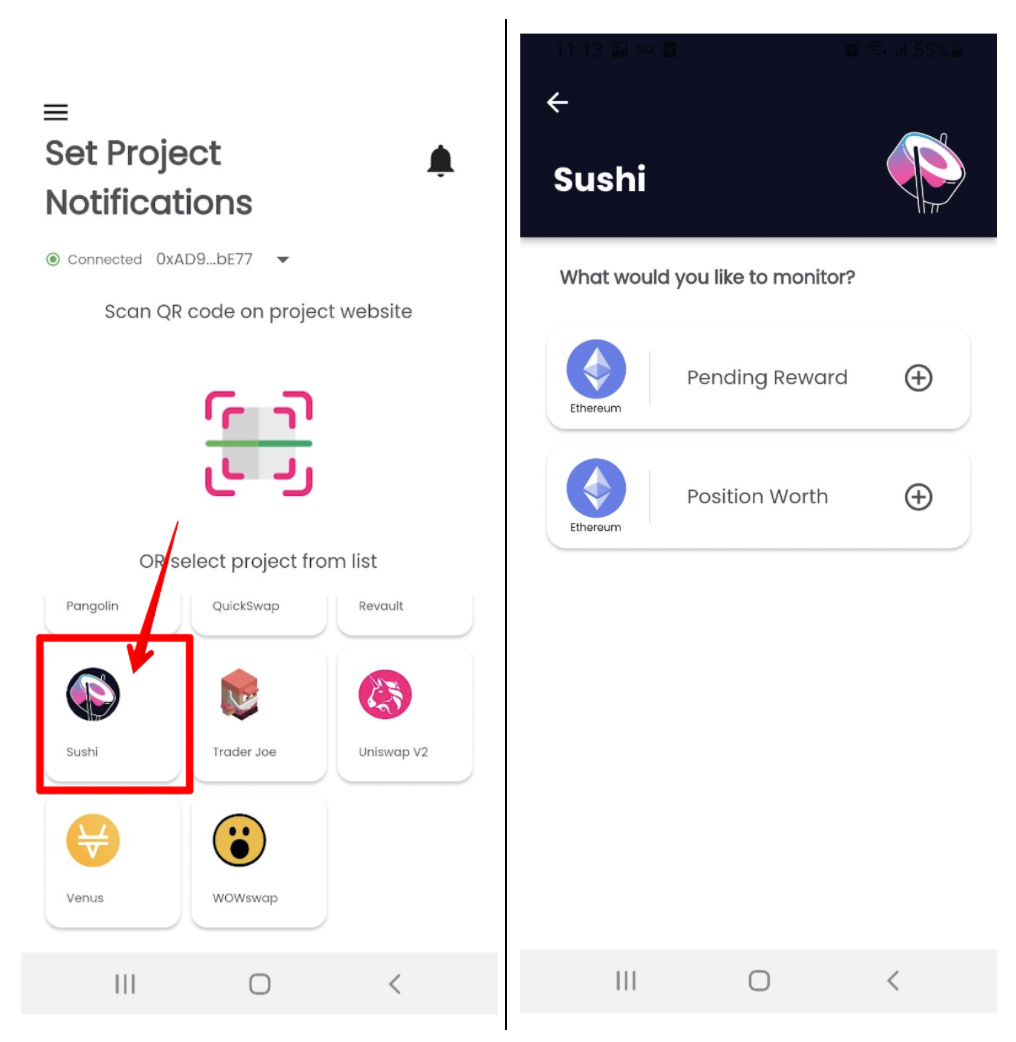 Set Project
Notifications
Connected 0xAD9...bE77
Scan QR code on project website
OR select project from list
Pangolin QuickSwap Revault
Sushi Trader Joe Uniswap V2
Venus WOWswap
11:13 55%
Sushi
What would you like to monitor?
Ethereum Pending Reward
Ethereum Position Worth